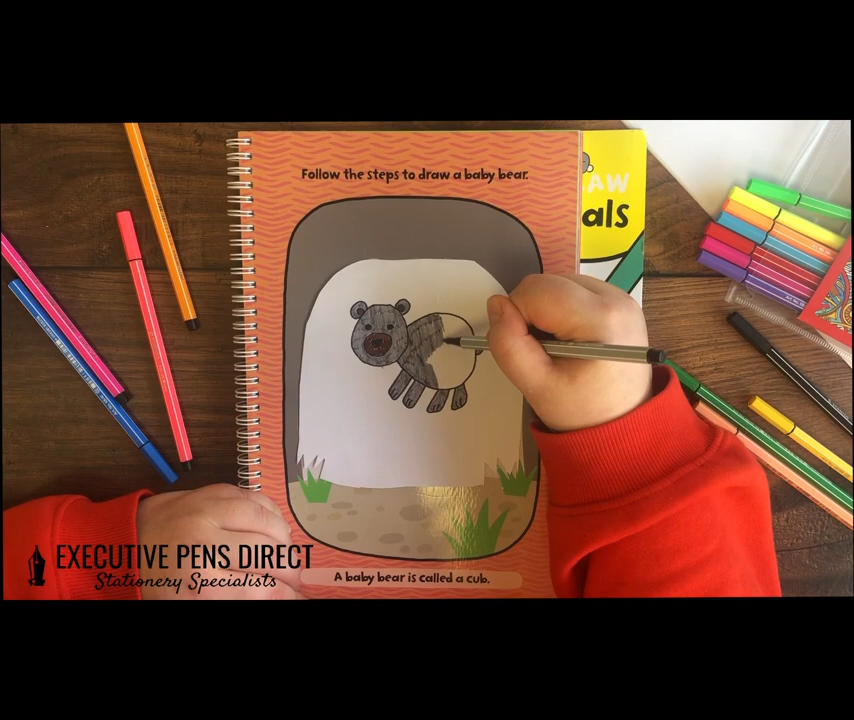 Follow the steps to draw a baby bear.
AW
als
A baby bear is called a cub.
EXECUTIVE PENS DIRECT
Stationery Specialists